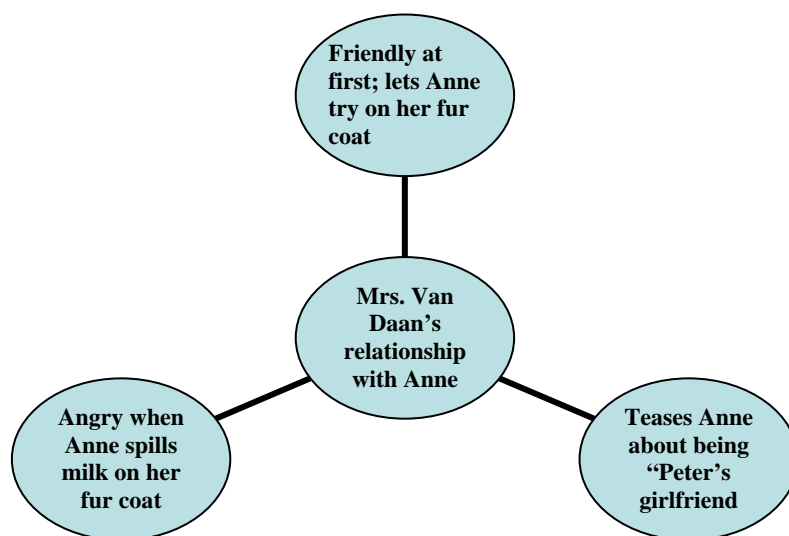 Friendly at
first; lets Anne
try on her fur
coat
Mrs. Van
Daan’s
relationship
with Anne
Angry when
Anne spills
milk on her
fur coat
Teases Anne
about being
“Peter’s
girlfriend